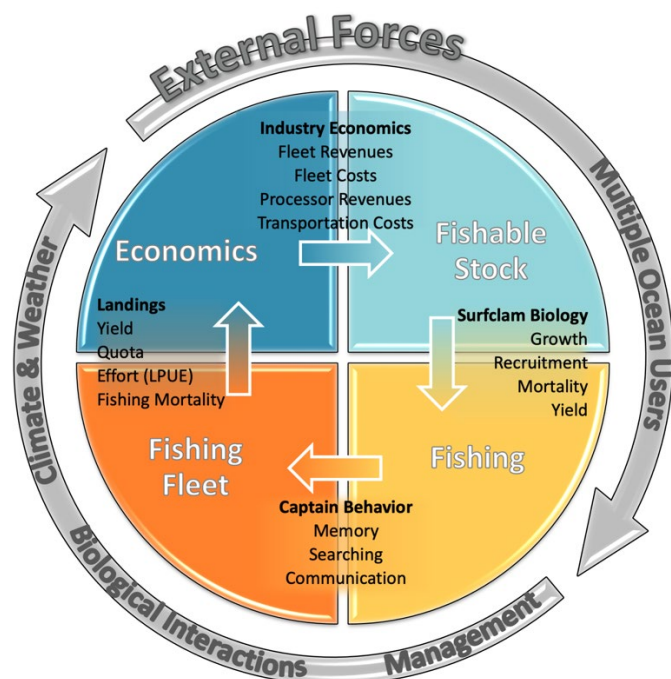 External Forces
Industry Economics
Fleet Revenues
Fleet Costs
Processor Revenues
Transportation Costs
Economics
Fishable
Stock
Multiple Ocean Users
Climate & Weather
Landings
Yield
Quota
Effort (LPUE)
Fishing Mortality
Surfclam Biology
Growth
Recruitment
Mortality
Yield
Fishing
Fleet
Fishing
Captain Behavior
Memory
Searching
Communication
Biological Interactions
Management